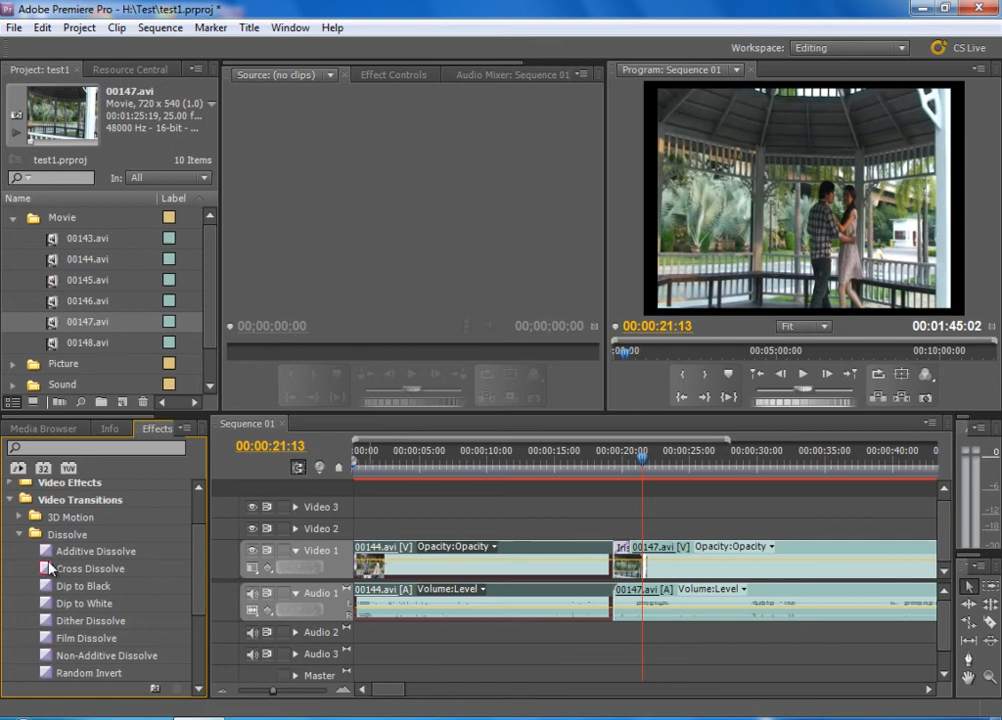 Adobe Premiere Pro - H:\Test\test1.prproj *
File Edit Project Clip Sequence Marker Title Window Help
Workspace: Editing CS Live
Project: test1 Resource Central
00147.avi
Movie, 720 x 540 (1.0)
00:01:25:19, 25.00 f...
48000 Hz - 16-bit - ...
test1.prproj 10 Items
In: All
Name Label
Movie
00143.avi
00144.avi
00145.avi
00146.avi
00147.avi
00148.avi
Picture
Sound
Source: (no clips) Effect Controls Audio Mixer: Sequence 01
00;00;00;00 00;00;00;00
Program: Sequence 01
00:00:21:13 Fit 00:01:45:02
:00:00 00:05:00:00 00:10:00:00
Media Browser Info Effects
32 YUV
Video Effects
Video Transitions
3D Motion
Dissolve
Additive Dissolve
Cross Dissolve
Dip to Black
Dip to White
Dither Dissolve
Film Dissolve
Non-Additive Dissolve
Random Invert
Sequence 01
00:00:21:13
:00:00 00:00:05:00 00:00:10:00 00:00:15:00 00:00:20:00 00:00:25:00 00:00:30:00 00:00:35:00 00:00:40:00
Video 3
Video 2
Video 1 00144.avi [V] Opacity:Opacity Iris 00147.avi [V] Opacity:Opacity
Audio 1 00144.avi [A] Volume:Level 00147.avi [A] Volume:Level
Audio 2
Audio 3
Master
0